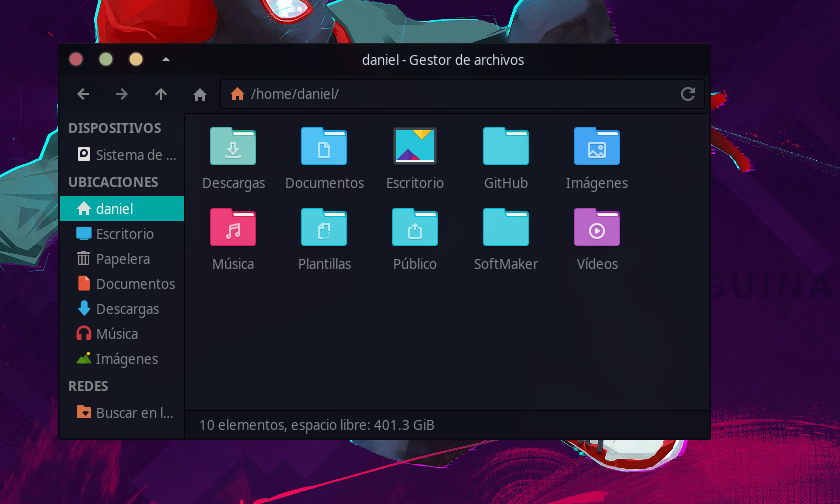 daniel - Gestor de archivos
/home/daniel/
DISPOSITIVOS
Sistema de ...
UBICACIONES
daniel
Escritorio
Papelera
Documentos
Descargas
Música
Imágenes
REDES
Buscar en l...
Descargas
Documentos
Escritorio
GitHub
Imágenes
Música
Plantillas
Público
SoftMaker
Vídeos
10 elementos, espacio libre: 401.3 GiB